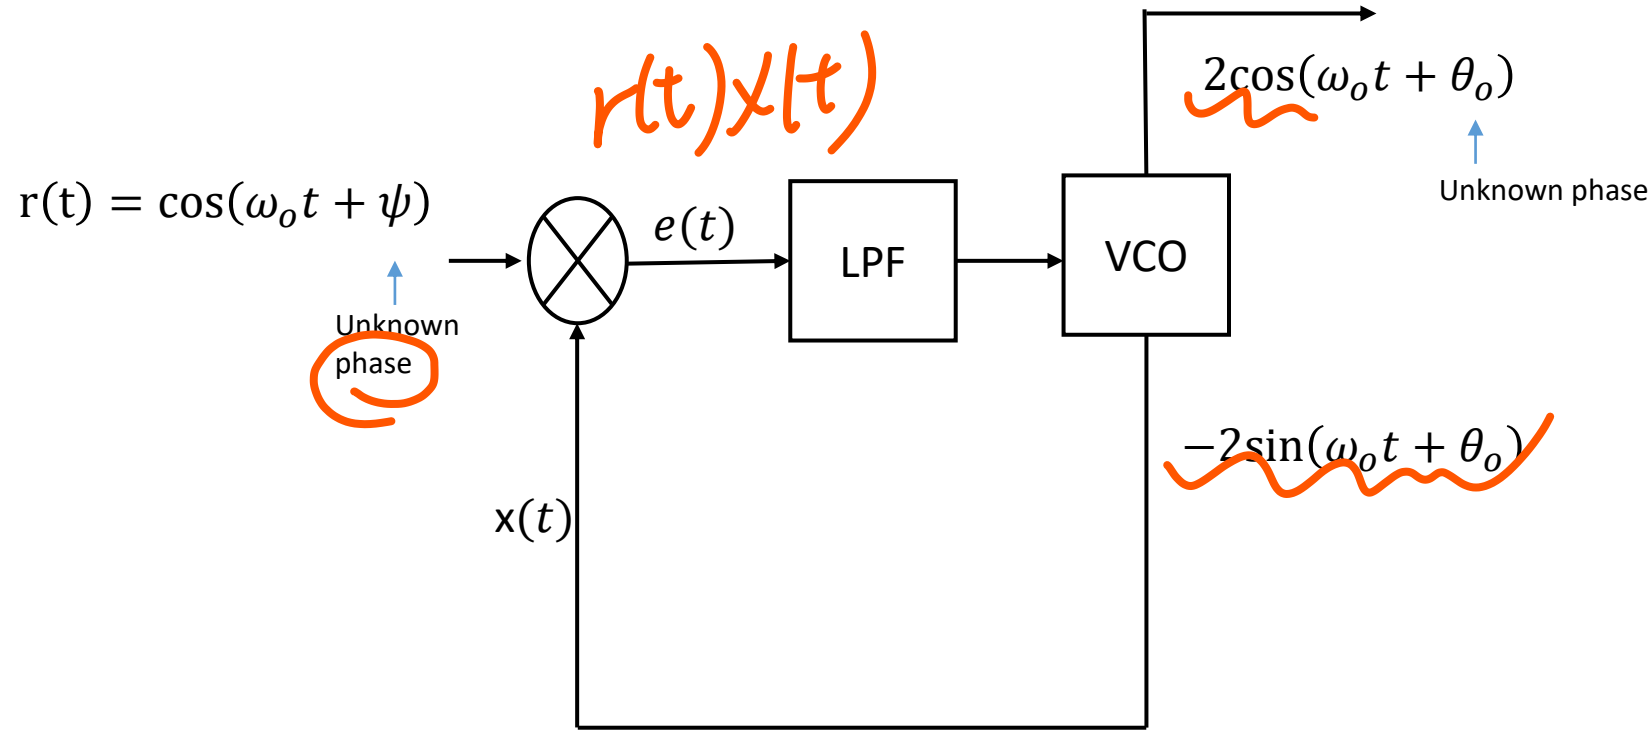 r(t)x(t)
2cos(ωₒt + θₒ)
Unknown phase
r(t) = cos(ωₒt + ψ)
e(t)
LPF
VCO
Unknown
phase
−2sin(ωₒt + θₒ)
x(t)